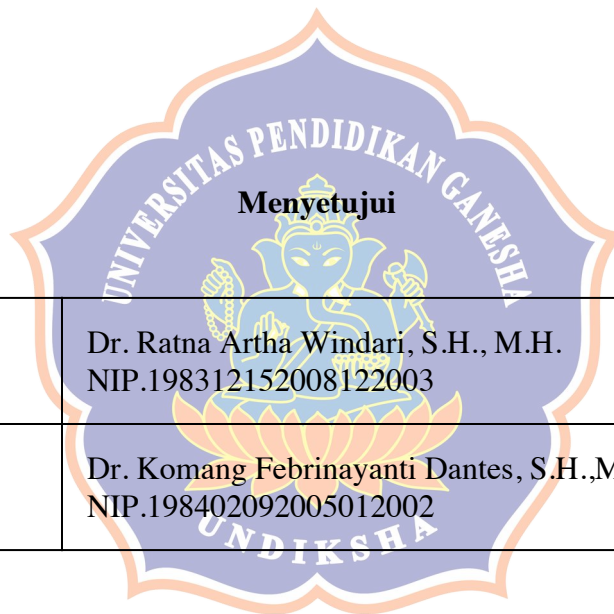 UNIVERSITAS PENDIDIKAN GANESHA
Menyetujui
Dr. Ratna Artha Windari, S.H., M.H.
NIP.198312152008122003
Dr. Komang Febrinayanti Dantes, S.H.,M
NIP.198402092005012002
UNDIKSHA